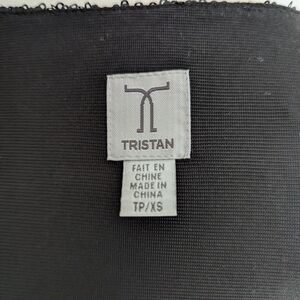 TRISTAN
FAIT EN
CHINE
MADE IN
CHINA
TP/XS